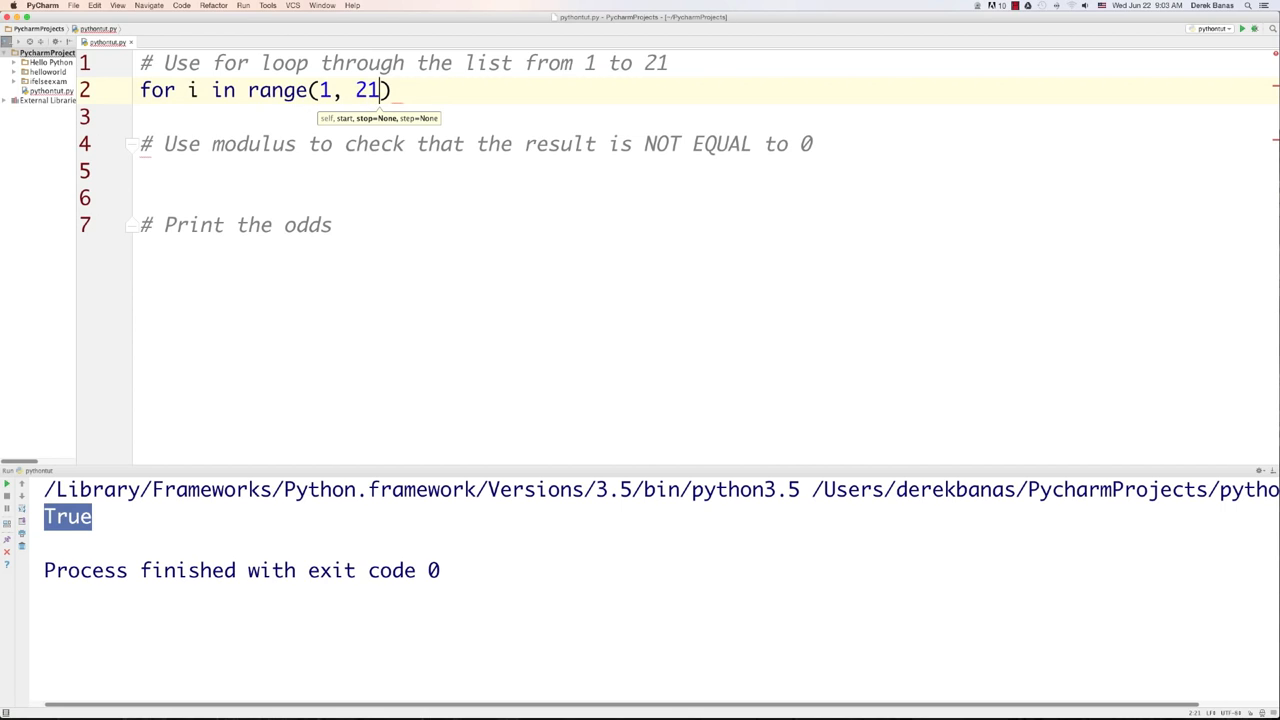 PyCharm File Edit View Navigate Code Refactor Run Tools VCS Window Help
10 Wed Jun 22 9:03 AM Derek Banas
pythontut.py - PycharmProjects - [~/PycharmProjects]
PycharmProjects pythontut.py
pythontut
pythontut.py
PycharmProject
Hello Python
helloworld
ifelseexam
pythontut.py
External Librarie
1 # Use for loop through the list from 1 to 21
2 for i in range(1, 21)
self, start, stop=None, step=None
3
4 # Use modulus to check that the result is NOT EQUAL to 0
5
6
7 # Print the odds
Run pythontut
/Library/Frameworks/Python.framework/Versions/3.5/bin/python3.5 /Users/derekbanas/PycharmProjects/pytho
True
Process finished with exit code 0
2:21 LF UTF-8